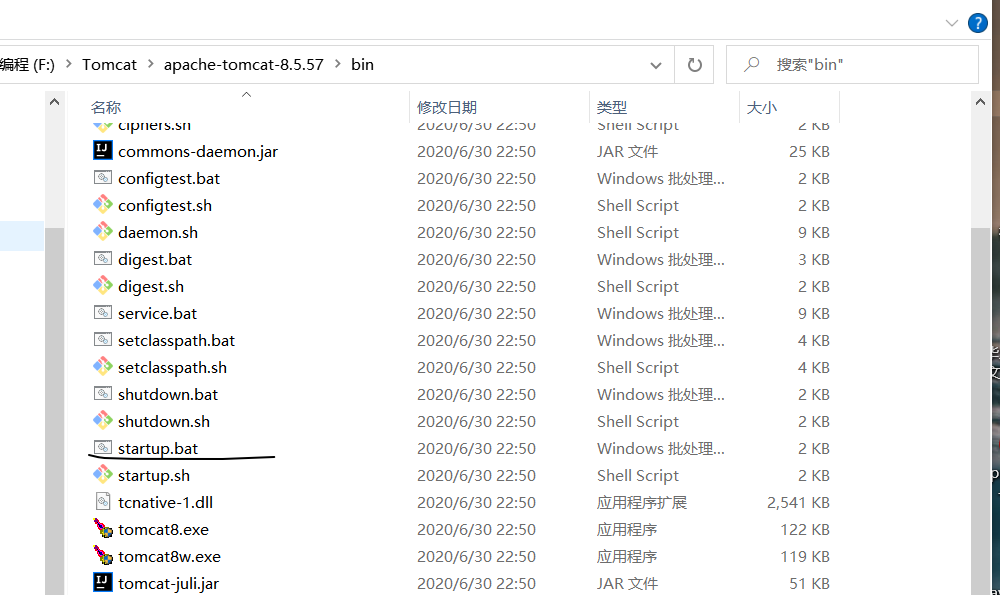 ?
编程 (F:) > Tomcat > apache-tomcat-8.5.57 > bin
搜索"bin"
名称 修改日期 类型 大小
ciphers.sh 2020/6/30 22:50 Shell Script 2 KB
commons-daemon.jar 2020/6/30 22:50 JAR 文件 25 KB
configtest.bat 2020/6/30 22:50 Windows 批处理... 2 KB
configtest.sh 2020/6/30 22:50 Shell Script 2 KB
daemon.sh 2020/6/30 22:50 Shell Script 9 KB
digest.bat 2020/6/30 22:50 Windows 批处理... 3 KB
digest.sh 2020/6/30 22:50 Shell Script 2 KB
service.bat 2020/6/30 22:50 Windows 批处理... 9 KB
setclasspath.bat 2020/6/30 22:50 Windows 批处理... 4 KB
setclasspath.sh 2020/6/30 22:50 Shell Script 4 KB
shutdown.bat 2020/6/30 22:50 Windows 批处理... 2 KB
shutdown.sh 2020/6/30 22:50 Shell Script 2 KB
startup.bat 2020/6/30 22:50 Windows 批处理... 2 KB
startup.sh 2020/6/30 22:50 Shell Script 2 KB
tcnative-1.dll 2020/6/30 22:50 应用程序扩展 2,541 KB
tomcat8.exe 2020/6/30 22:50 应用程序 122 KB
tomcat8w.exe 2020/6/30 22:50 应用程序 119 KB
tomcat-juli.jar 2020/6/30 22:50 JAR 文件 51 KB